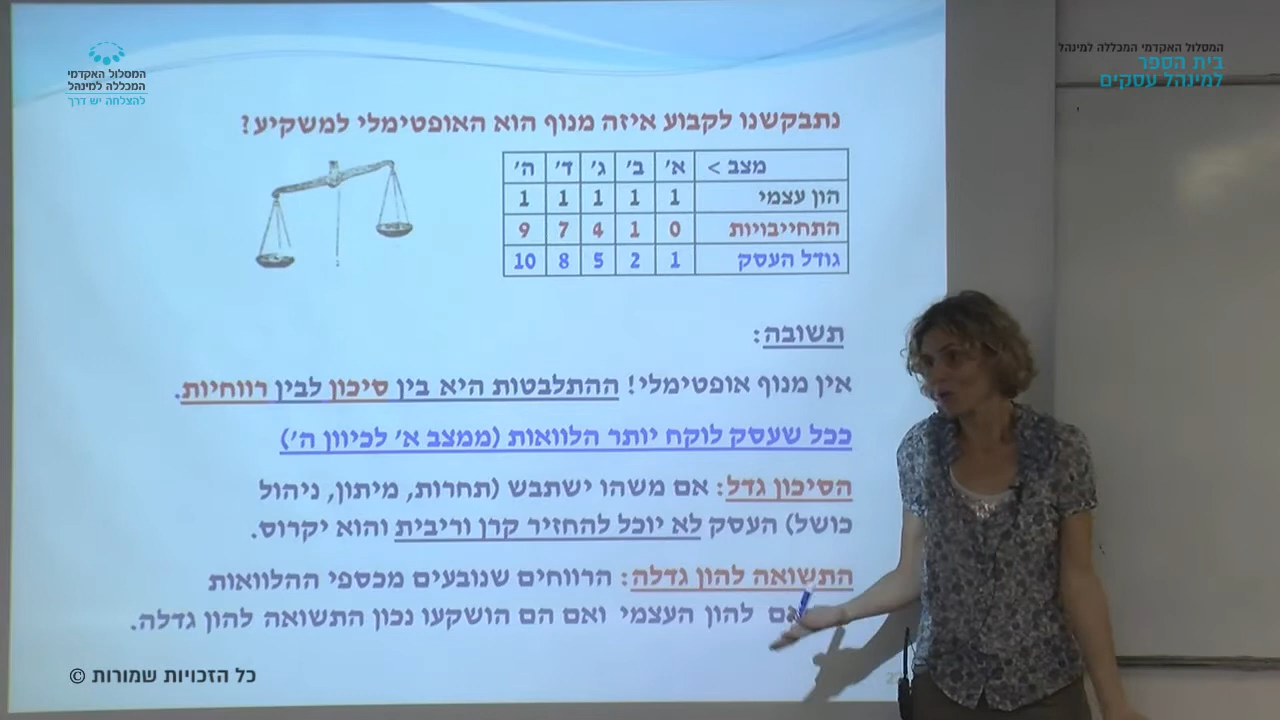 המסלול האקדמי
המכללה למינהל
להצלחה יש דרך
המסלול האקדמי המכללה למינהל
בית הספר
למינהל עסקים
נתבקשנו לקבוע איזה מנוף הוא האופטימלי למשקיע?
מצב > א' ב' ג' ד' ה'
הון עצמי 1 1 1 1 1
התחייבויות 0 1 4 7 9
גודל העסק 1 2 5 8 10
תשובה:
אין מנוף אופטימלי! ההתלבטות היא בין סיכון לבין רווחיות.
ככל שעסק לוקח יותר הלוואות (ממצב א' לכיוון ה')
הסיכון גדל: אם משהו ישתבש (תחרות, מיתון, ניהול
כושל) העסק לא יוכל להחזיר קרן וריבית והוא יקרוס.
התשואה להון גדלה: הרווחים שנובעים מכספי ההלוואות
להון העצמי ואם הם הושקעו נכון התשואה להון גדלה.
כל הזכויות שמורות ©